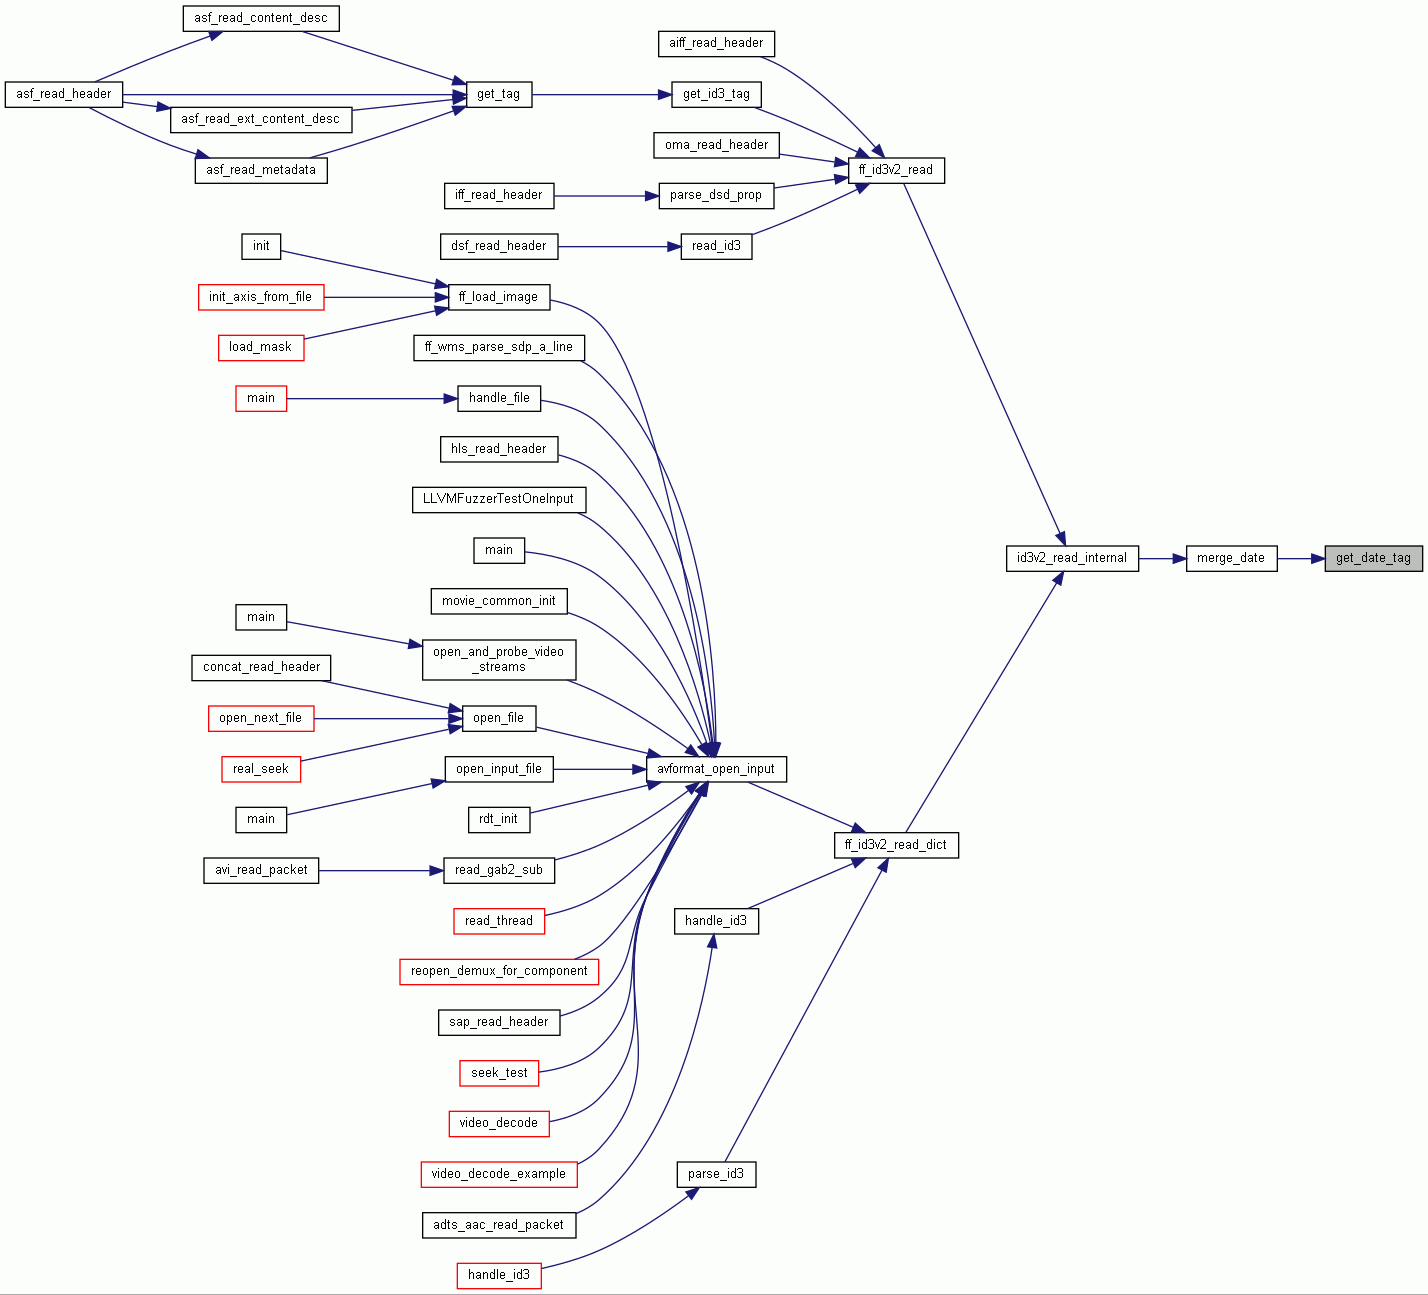 asf_read_content_desc
aiff_read_header
asf_read_header
get_tag
get_id3_tag
asf_read_ext_content_desc
oma_read_header
asf_read_metadata
ff_id3v2_read
iff_read_header
parse_dsd_prop
init
dsf_read_header
read_id3
init_axis_from_file
ff_load_image
load_mask
ff_wms_parse_sdp_a_line
main
handle_file
hls_read_header
LLVMFuzzerTestOneInput
main
id3v2_read_internal
merge_date
get_date_tag
movie_common_init
main
open_and_probe_video
_streams
concat_read_header
open_next_file
open_file
real_seek
open_input_file
avformat_open_input
main
rdt_init
ff_id3v2_read_dict
avi_read_packet
read_gab2_sub
read_thread
handle_id3
reopen_demux_for_component
sap_read_header
seek_test
video_decode
video_decode_example
parse_id3
adts_aac_read_packet
handle_id3